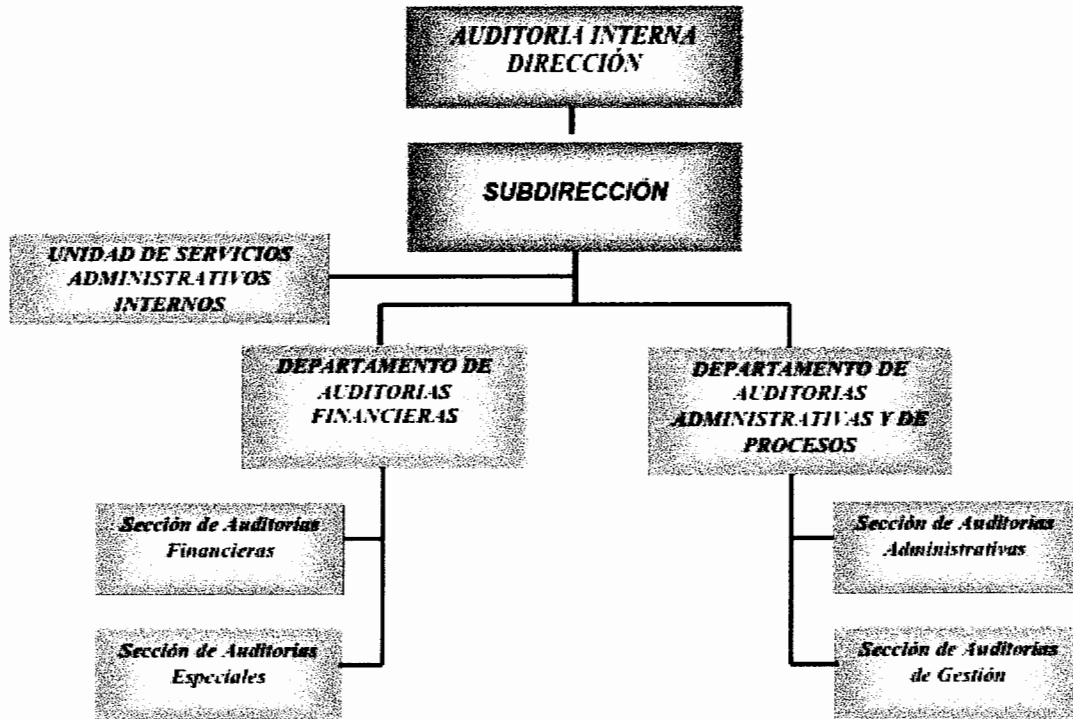 AUDITORIA INTERNA
DIRECCIÓN
SUBDIRECCIÓN
UNIDAD DE SERVICIOS
ADMINISTRATIVOS
INTERNOS
DEPARTAMENTO DE
AUDITORIAS
FINANCIERAS
DEPARTAMENTO DE
AUDITORIAS
ADMINISTRATIVAS Y DE
PROCESOS
Sección de Auditorias
Financieras
Sección de Auditorias
Administrativas
Sección de Auditorias
Especiales
Sección de Auditorias
de Gestión